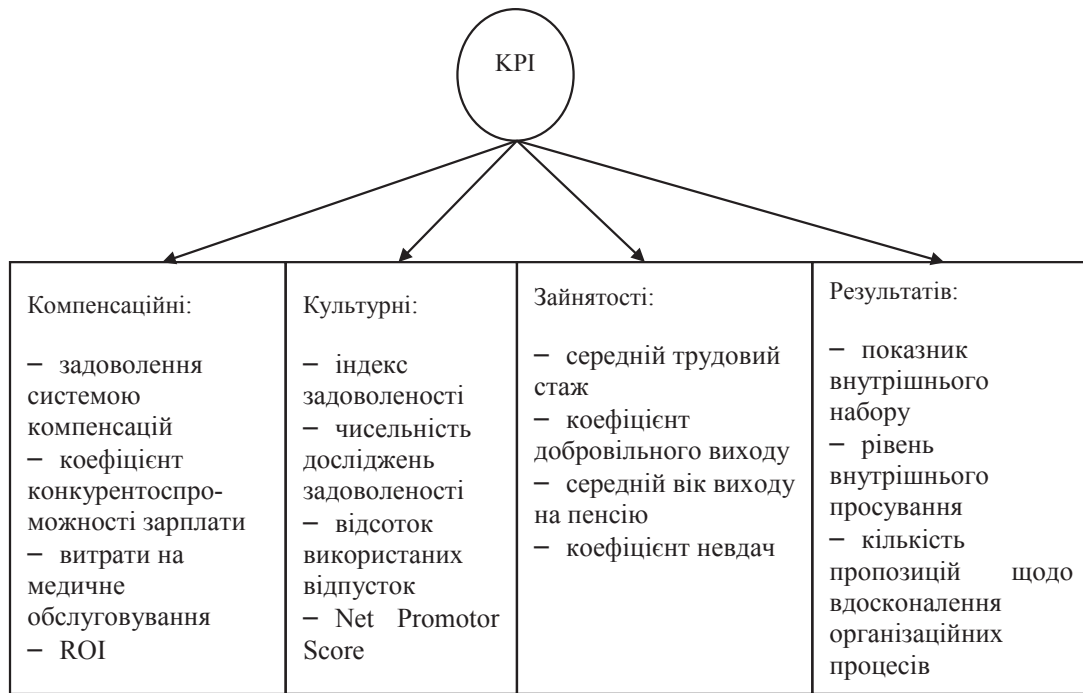 KPI
Компенсаційні:
− задоволення
системою
компенсацій
− коефіцієнт
конкурентоспро-
можності зарплати
− витрати на
медичне
обслуговування
− ROI
Культурні:
− індекс
задоволеності
− чисельність
досліджень
задоволеності
− відсоток
використаних
відпусток
− Net Promotor
Score
Зайнятості:
− середній трудовий
стаж
− коефіцієнт
добровільного виходу
− середній вік виходу
на пенсію
− коефіцієнт невдач
Результатів:
− показник
внутрішнього
набору
− рівень
внутрішнього
просування
− кількість
пропозицій щодо
вдосконалення
організаційних
процесів